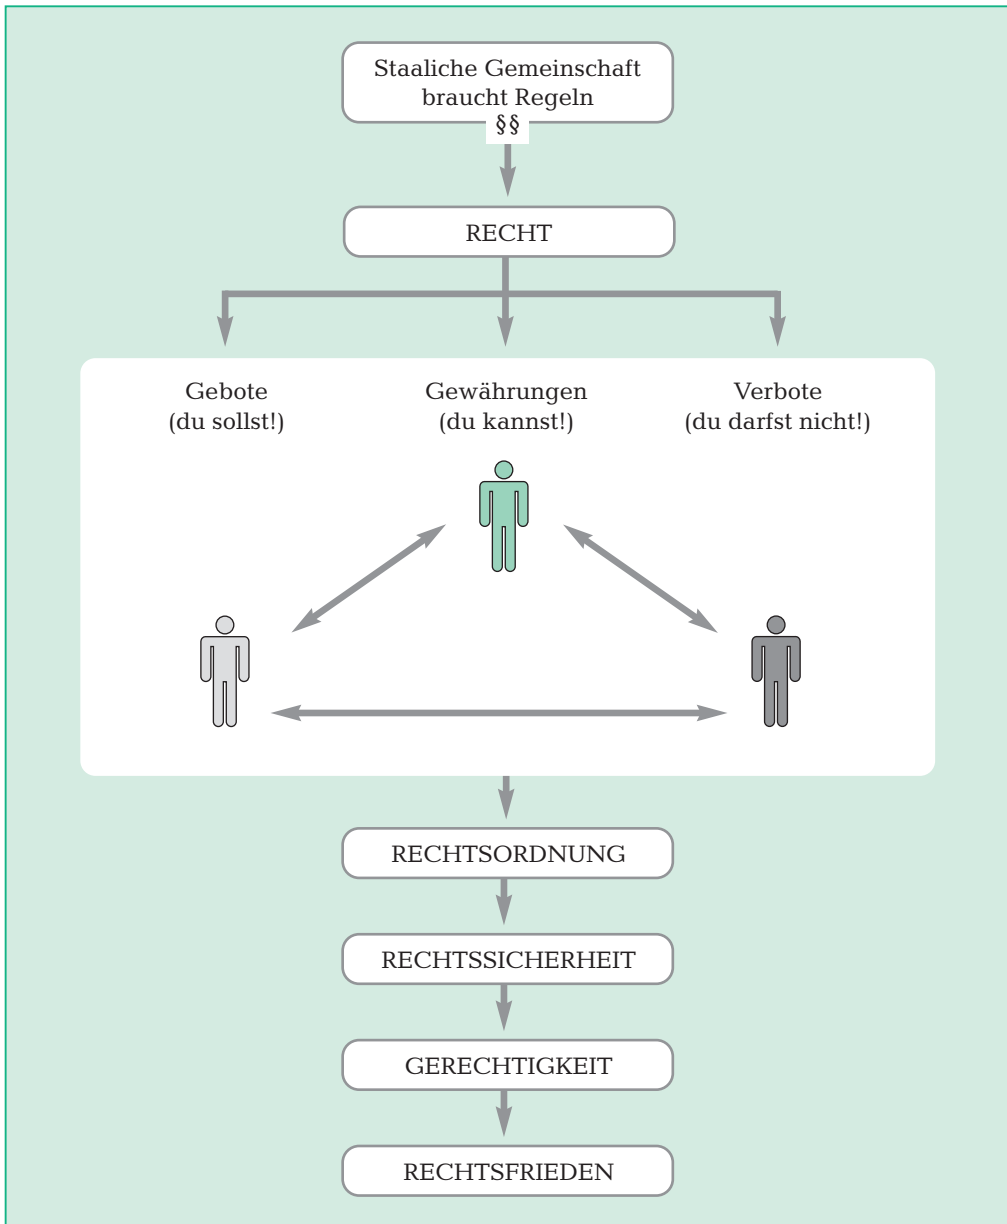 Staaliche Gemeinschaft
braucht Regeln
§§
RECHT
Gebote
(du sollst!)
Gewährungen
(du kannst!)
Verbote
(du darfst nicht!)
RECHTSORDNUNG
RECHTSSICHERHEIT
GERECHTIGKEIT
RECHTSFRIEDEN